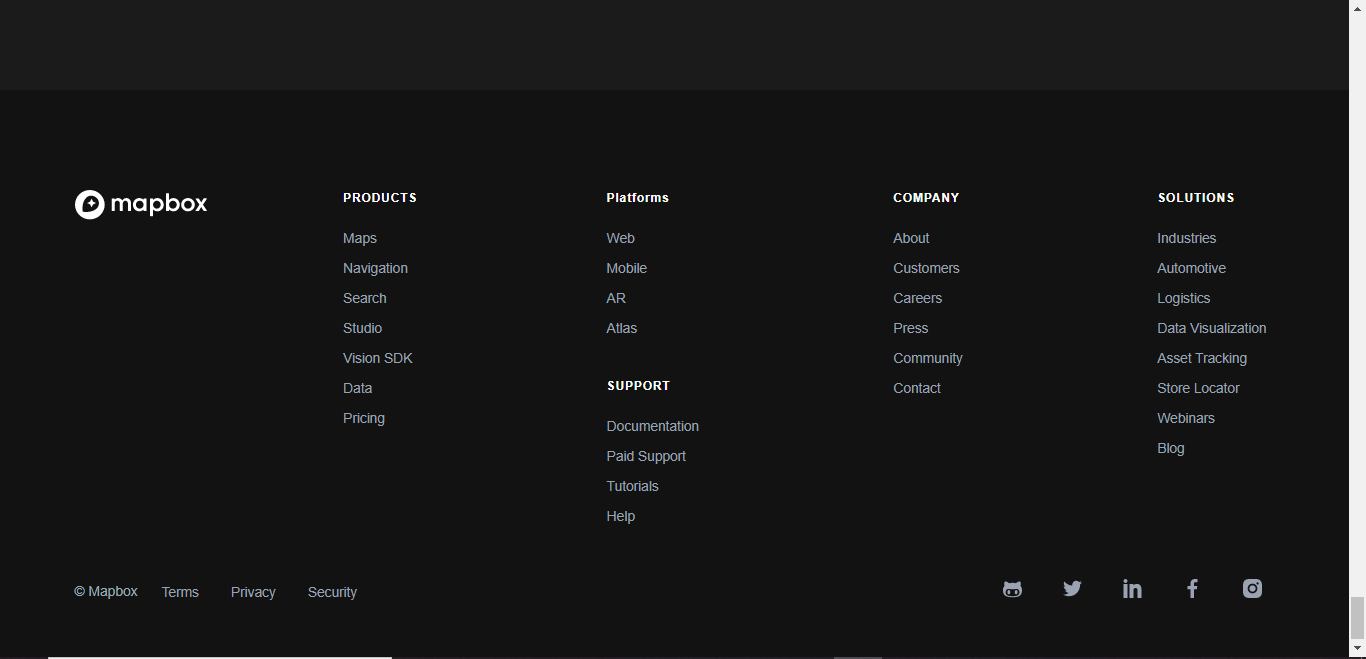 mapbox
PRODUCTS
Maps
Navigation
Search
Studio
Vision SDK
Data
Pricing
Platforms
Web
Mobile
AR
Atlas
SUPPORT
Documentation
Paid Support
Tutorials
Help
COMPANY
About
Customers
Careers
Press
Community
Contact
SOLUTIONS
Industries
Automotive
Logistics
Data Visualization
Asset Tracking
Store Locator
Webinars
Blog
© Mapbox Terms Privacy Security